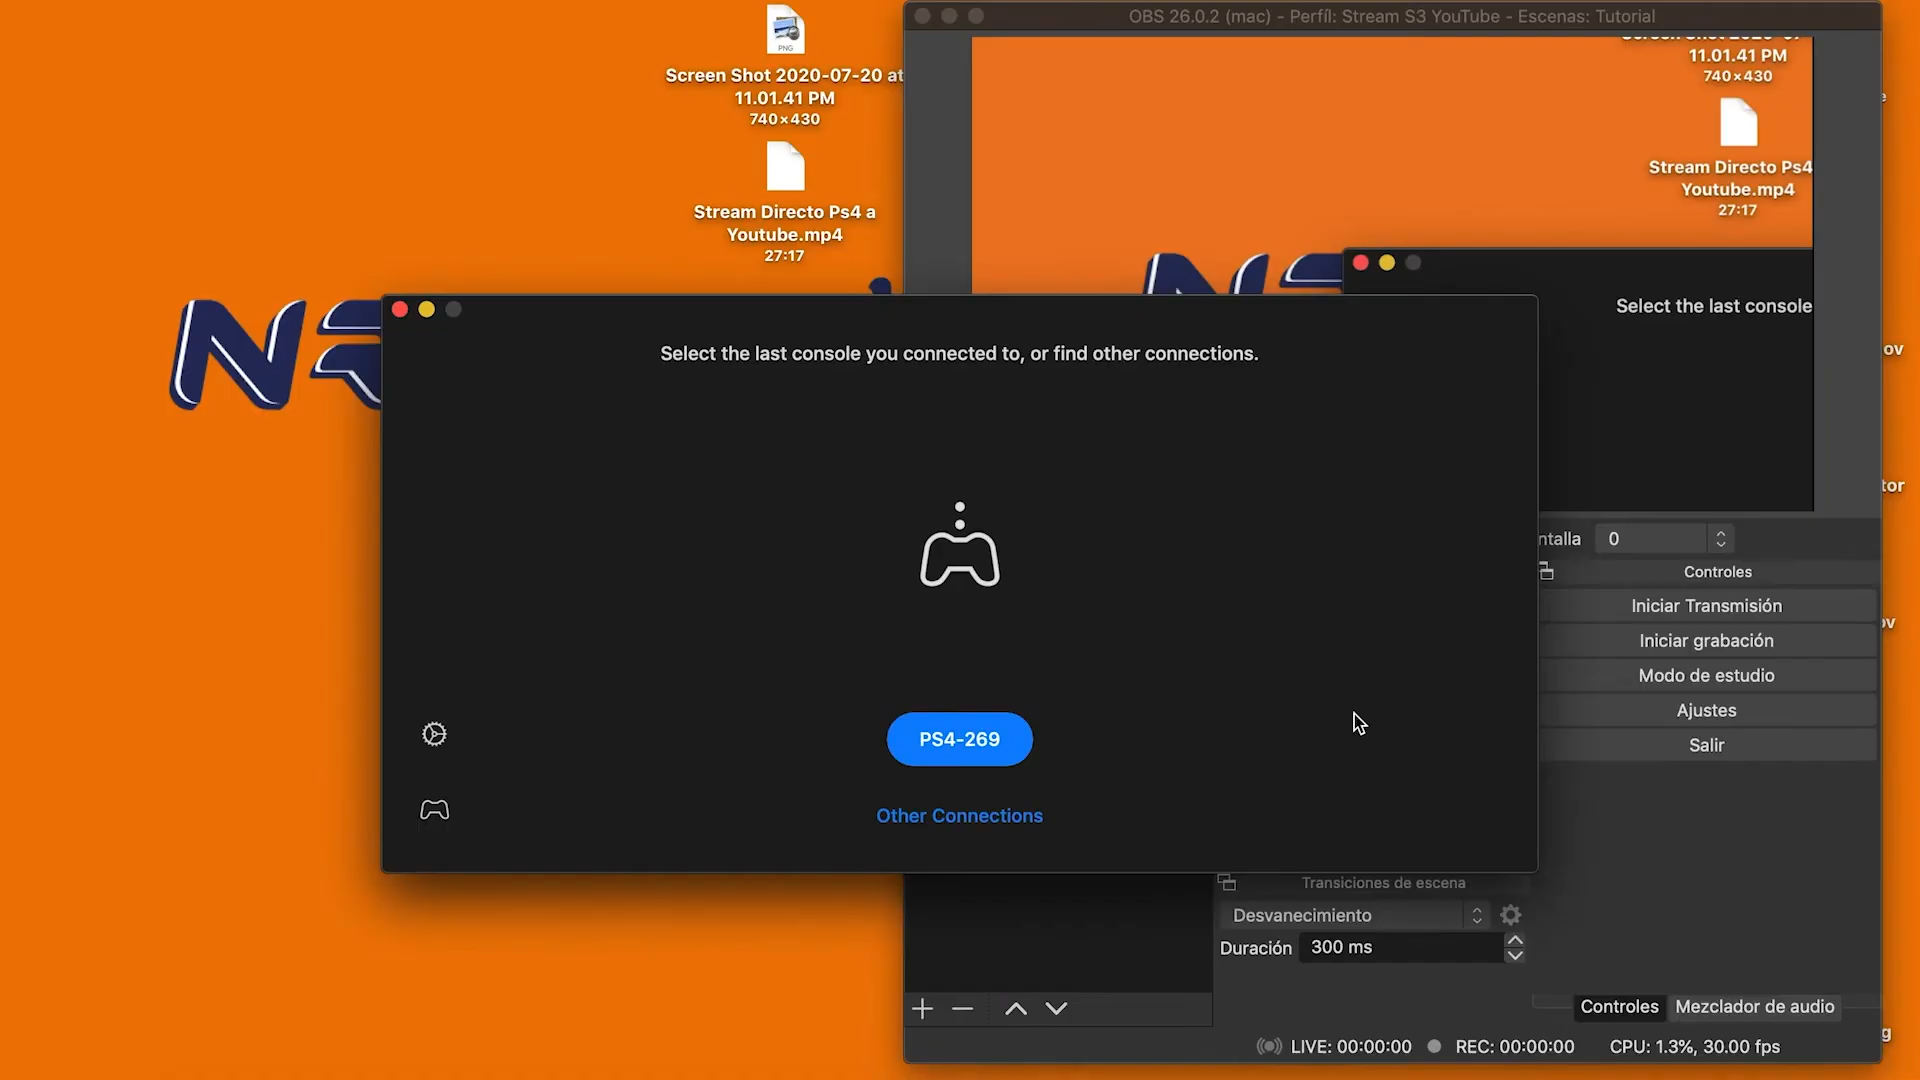 PNG
Screen Shot 2020-07-20 at
11.01.41 PM
740×430
Stream Directo Ps4 a
Youtube.mp4
27:17
OBS 26.0.2 (mac) - Perfil: Stream S3 YouTube - Escenas: Tutorial
11.01.41 PM
740×430
Stream Directo Ps4
Youtube.mp4
27:17
Select the last console
Select the last console you connected to, or find other connections.
PS4-269
Other Connections
ntalla 0
Controles
Iniciar Transmisión
Iniciar grabación
Modo de estudio
Ajustes
Salir
Transiciones de escena
Desvanecimiento
Duración 300 ms
Controles Mezclador de audio
LIVE: 00:00:00 REC: 00:00:00 CPU: 1.3%, 30.00 fps
ov
tor
ov
g